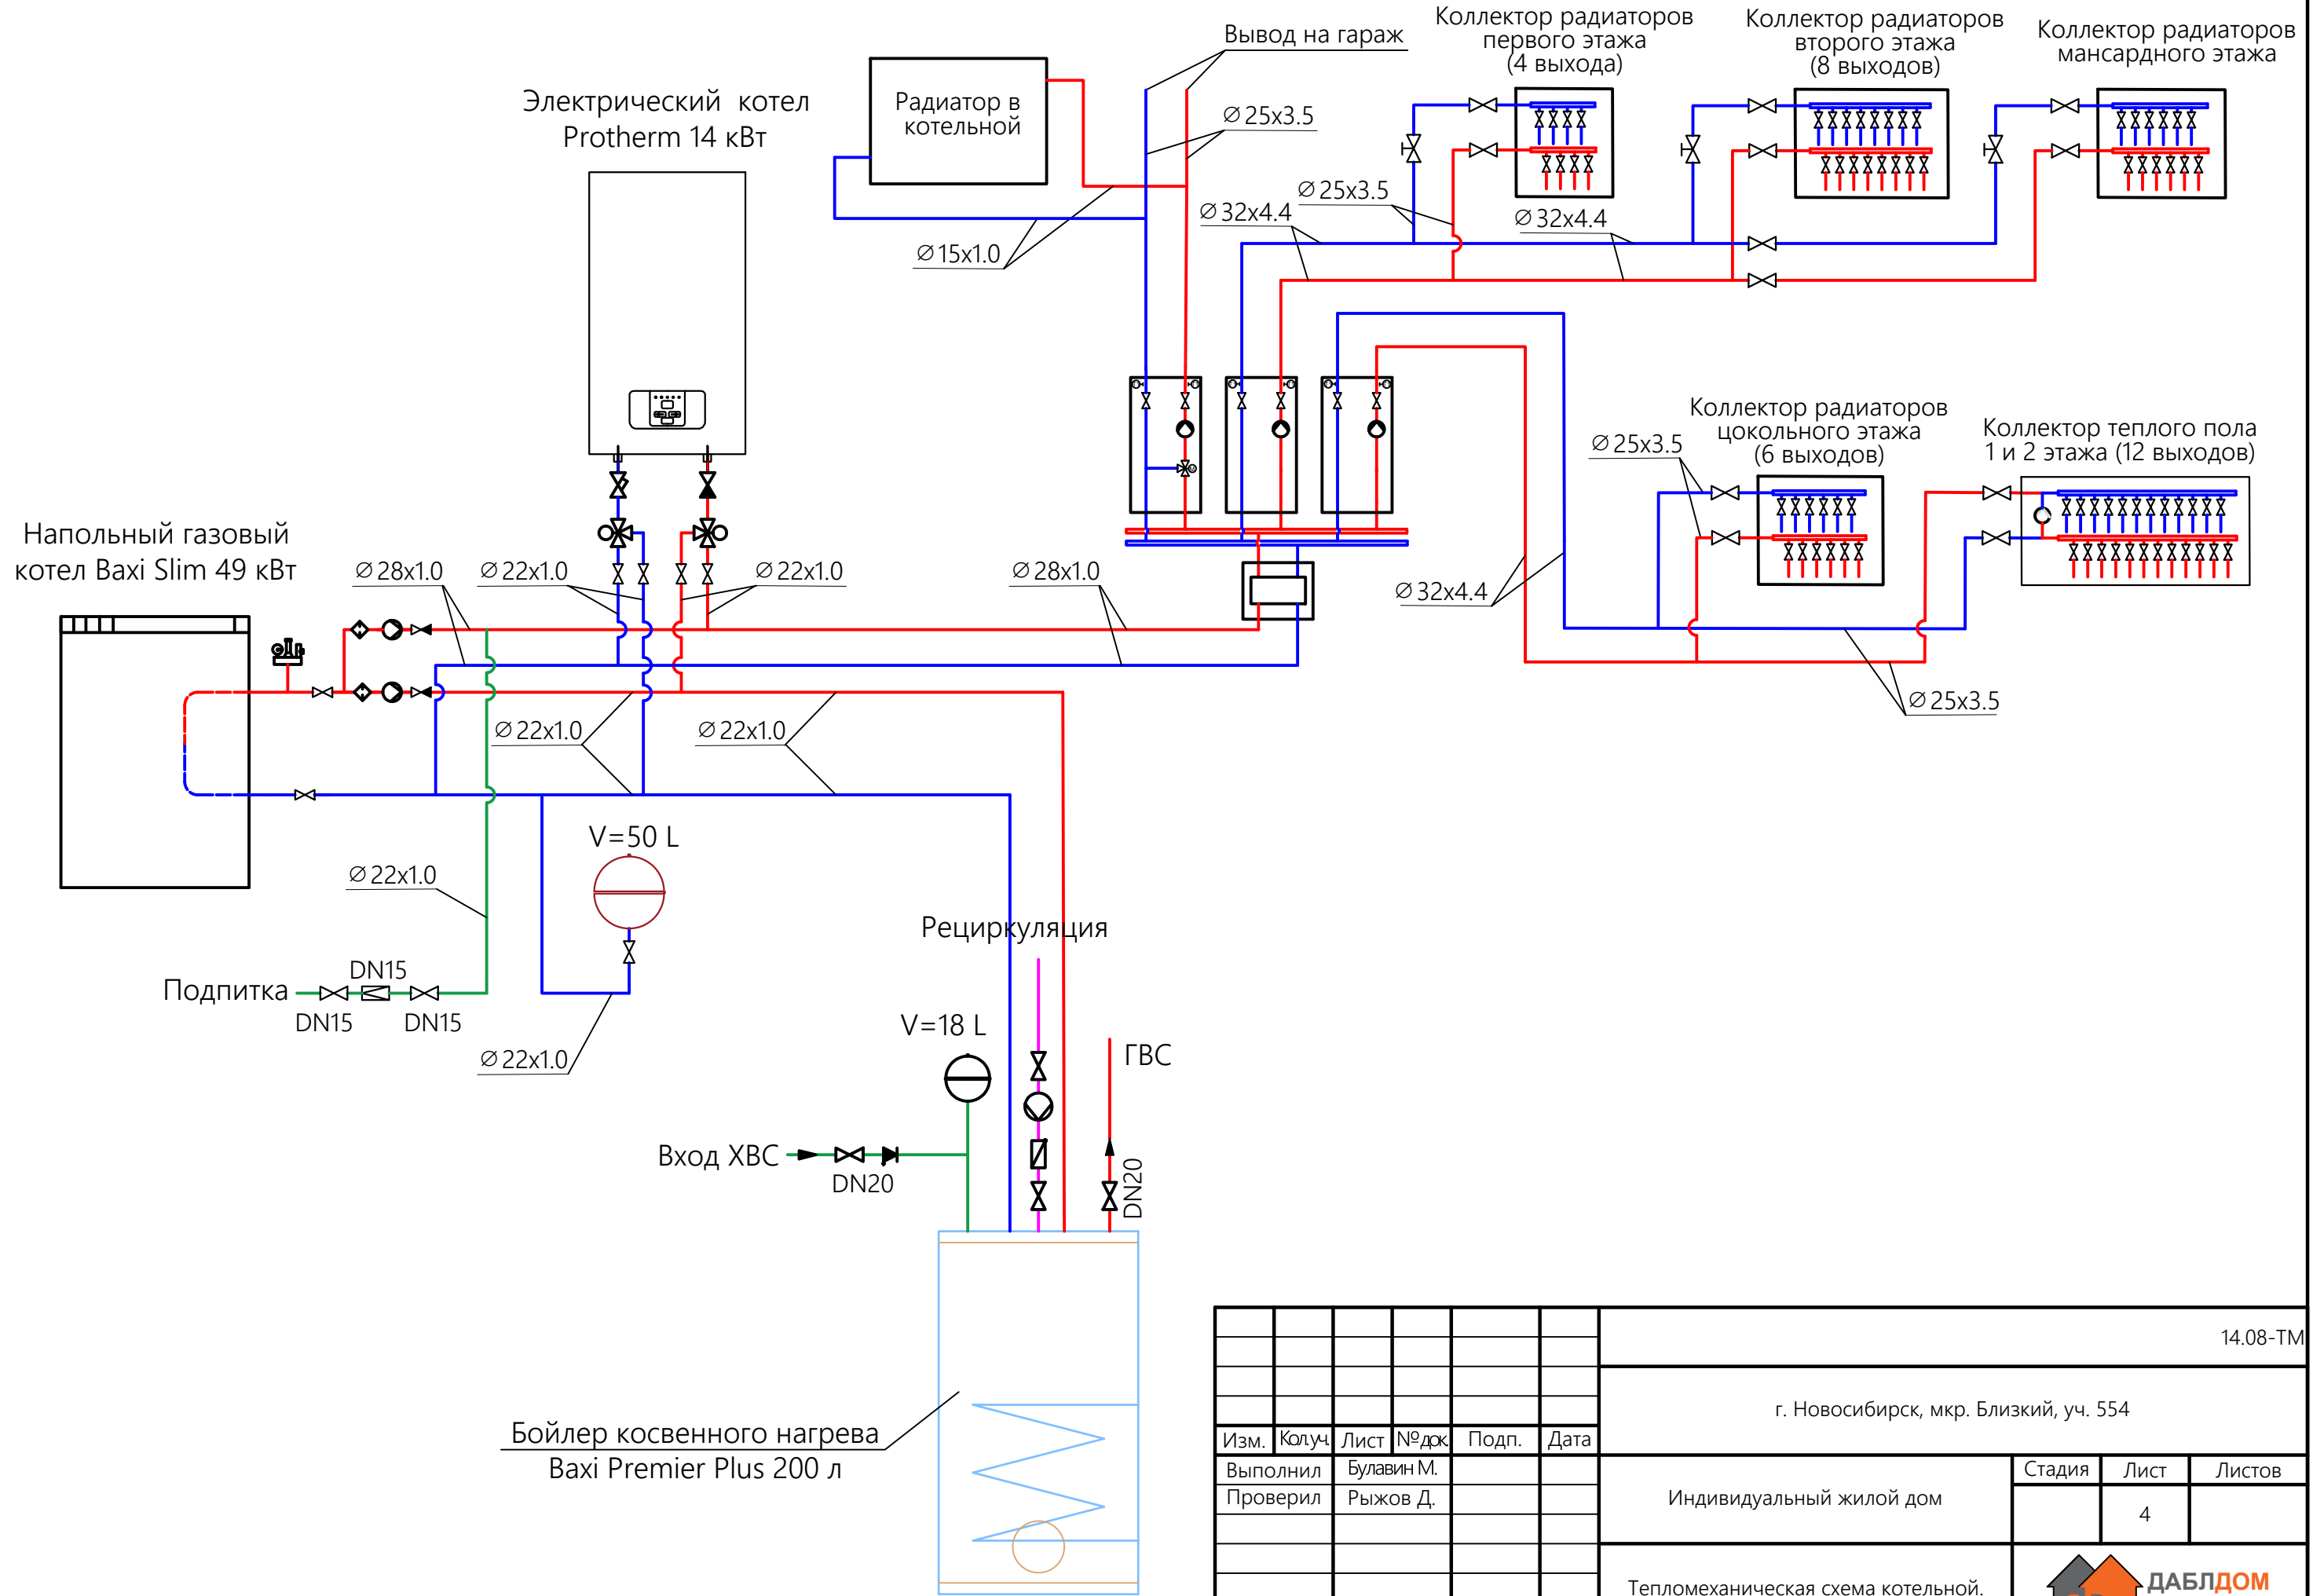 Вывод на гараж
Коллектор радиаторов
первого этажа
(4 выхода)
Коллектор радиаторов
второго этажа
(8 выходов)
Коллектор радиаторов
мансардного этажа
Электрический котел
Protherm 14 кВт
Радиатор в
котельной
∅25x3.5
∅25x3.5
∅32x4.4
∅32x4.4
∅15x1.0
Напольный газовый
котел Baxi Slim 49 кВт
∅28x1.0
∅22x1.0
∅22x1.0
∅28x1.0
∅32x4.4
∅25x3.5
Коллектор радиаторов
цокольного этажа
(6 выходов)
Коллектор теплого пола
1 и 2 этажа (12 выходов)
∅25x3.5
∅22x1.0
∅22x1.0
V=50 L
∅22x1.0
Подпитка
DN15
DN15
DN15
∅22x1.0
Рециркуляция
V=18 L
ГВС
Вход ХВС
DN20
DN20
Бойлер косвенного нагрева
Baxi Premier Plus 200 л
14.08-ТМ
г. Новосибирск, мкр. Близкий, уч. 554
Изм. Кол.уч. Лист №док. Подп. Дата
Выполнил Булавин М.
Проверил Рыжов Д.
Индивидуальный жилой дом
Стадия Лист Листов
4
Тепломеханическая схема котельной.
ДАБЛДОМ